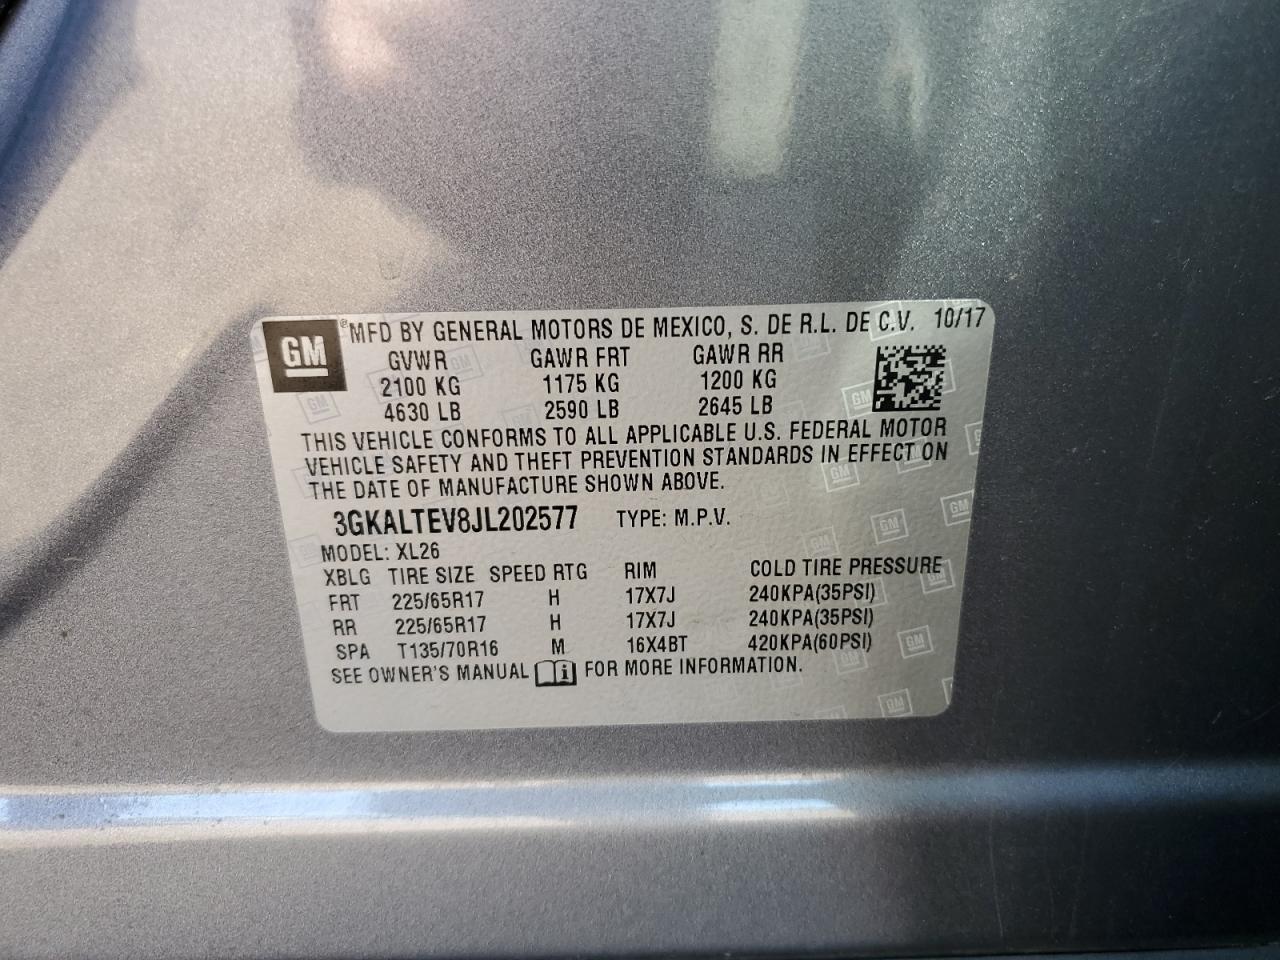 GM
® MFD BY GENERAL MOTORS DE MEXICO, S. DE R.L. DE C.V. 10/17
GVWR GAWR FRT GAWR RR
2100 KG 1175 KG 1200 KG
4630 LB 2590 LB 2645 LB
THIS VEHICLE CONFORMS TO ALL APPLICABLE U.S. FEDERAL MOTOR
VEHICLE SAFETY AND THEFT PREVENTION STANDARDS IN EFFECT ON
THE DATE OF MANUFACTURE SHOWN ABOVE.
3GKALTEV8JL202577 TYPE: M.P.V.
MODEL: XL26
XBLG TIRE SIZE SPEED RTG RIM COLD TIRE PRESSURE
FRT 225/65R17 H 17X7J 240KPA(35PSI)
RR 225/65R17 H 17X7J 240KPA(35PSI)
SPA T135/70R16 M 16X4BT 420KPA(60PSI)
SEE OWNER'S MANUAL i FOR MORE INFORMATION.